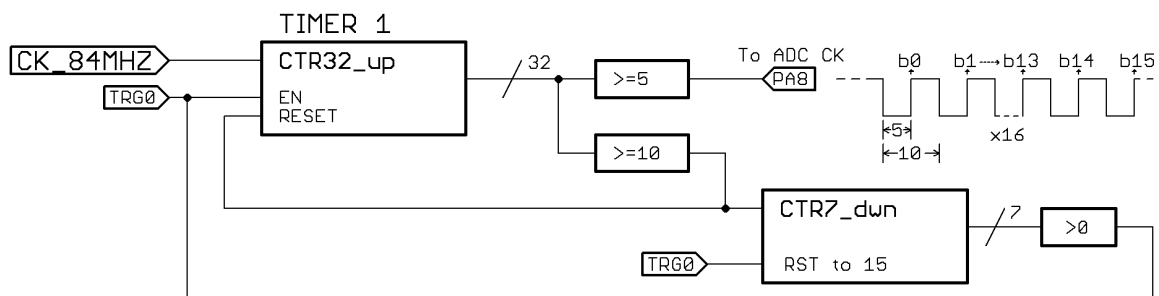 TIMER 1
CK_84MHZ
CTR32_up
32
To ADC CK
b0 b1 b13 b14 b15
>=5
PA8
TRG0
EN
RESET
5
x16
>=10
10
CTR7_dwn
7
>0
TRG0
RST to 15